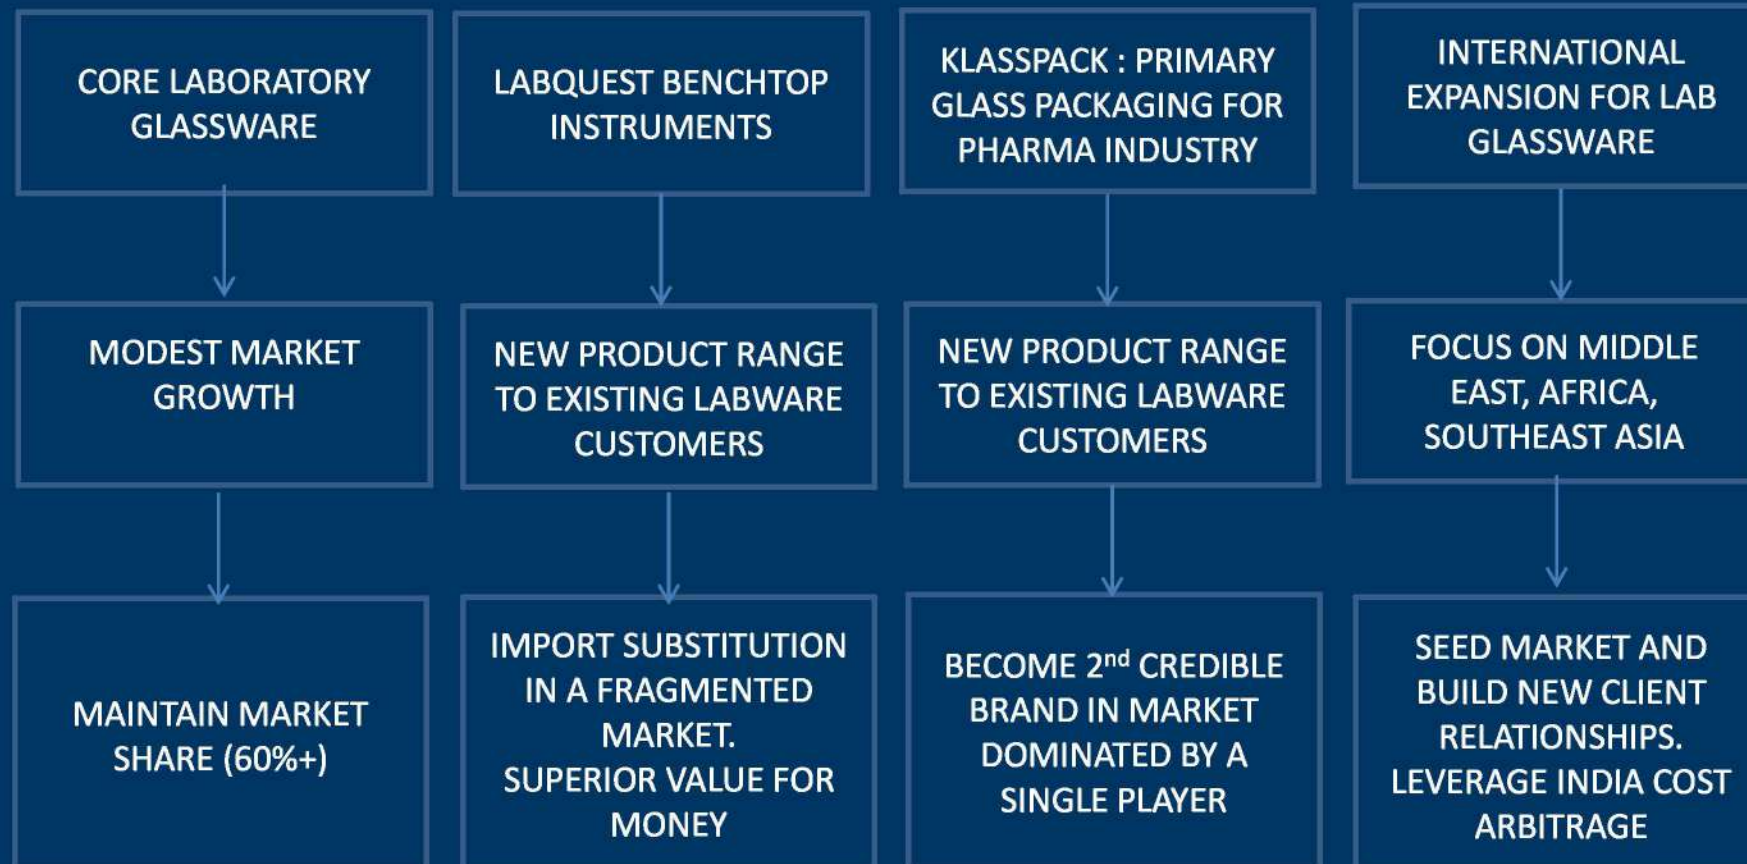 CORE LABORATORY
GLASSWARE
LABQUEST BENCHTOP
INSTRUMENTS
KLASSPACK : PRIMARY
GLASS PACKAGING FOR
PHARMA INDUSTRY
INTERNATIONAL
EXPANSION FOR LAB
GLASSWARE
MODEST MARKET
GROWTH
NEW PRODUCT RANGE
TO EXISTING LABWARE
CUSTOMERS
NEW PRODUCT RANGE
TO EXISTING LABWARE
CUSTOMERS
FOCUS ON MIDDLE
EAST, AFRICA,
SOUTHEAST ASIA
MAINTAIN MARKET
SHARE (60%+)
IMPORT SUBSTITUTION
IN A FRAGMENTED
MARKET.
SUPERIOR VALUE FOR
MONEY
BECOME 2nd CREDIBLE
BRAND IN MARKET
DOMINATED BY A
SINGLE PLAYER
SEED MARKET AND
BUILD NEW CLIENT
RELATIONSHIPS.
LEVERAGE INDIA COST
ARBITRAGE